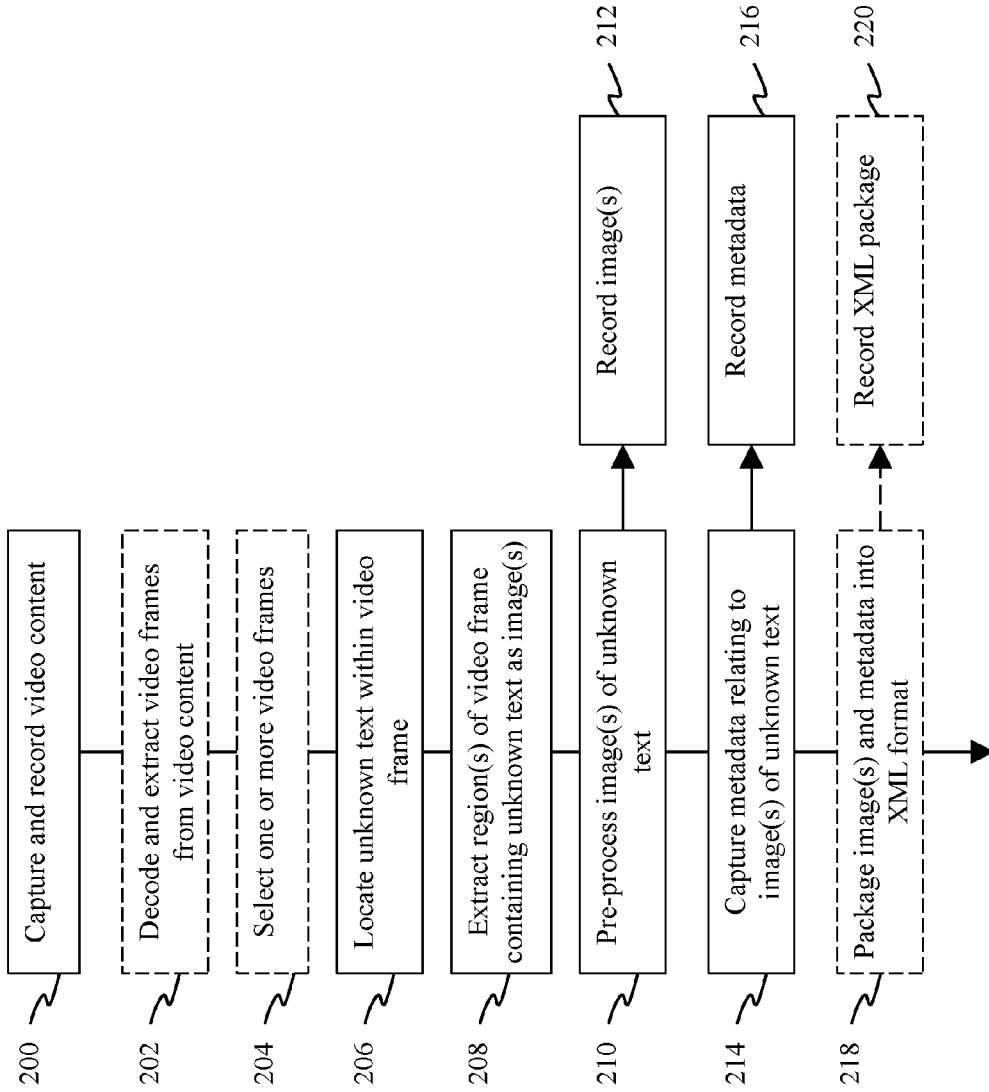 200
Capture and record video content
202
Decode and extract video frames
from video content
204
Select one or more video frames
206
Locate unknown text within video
frame
208
Extract region(s) of video frame
containing unknown text as image(s)
210
Pre-process image(s) of unknown
text
Record image(s)
212
214
Capture metadata relating to
image(s) of unknown text
Record metadata
216
218
Package image(s) and metadata into
XML format
Record XML package
220